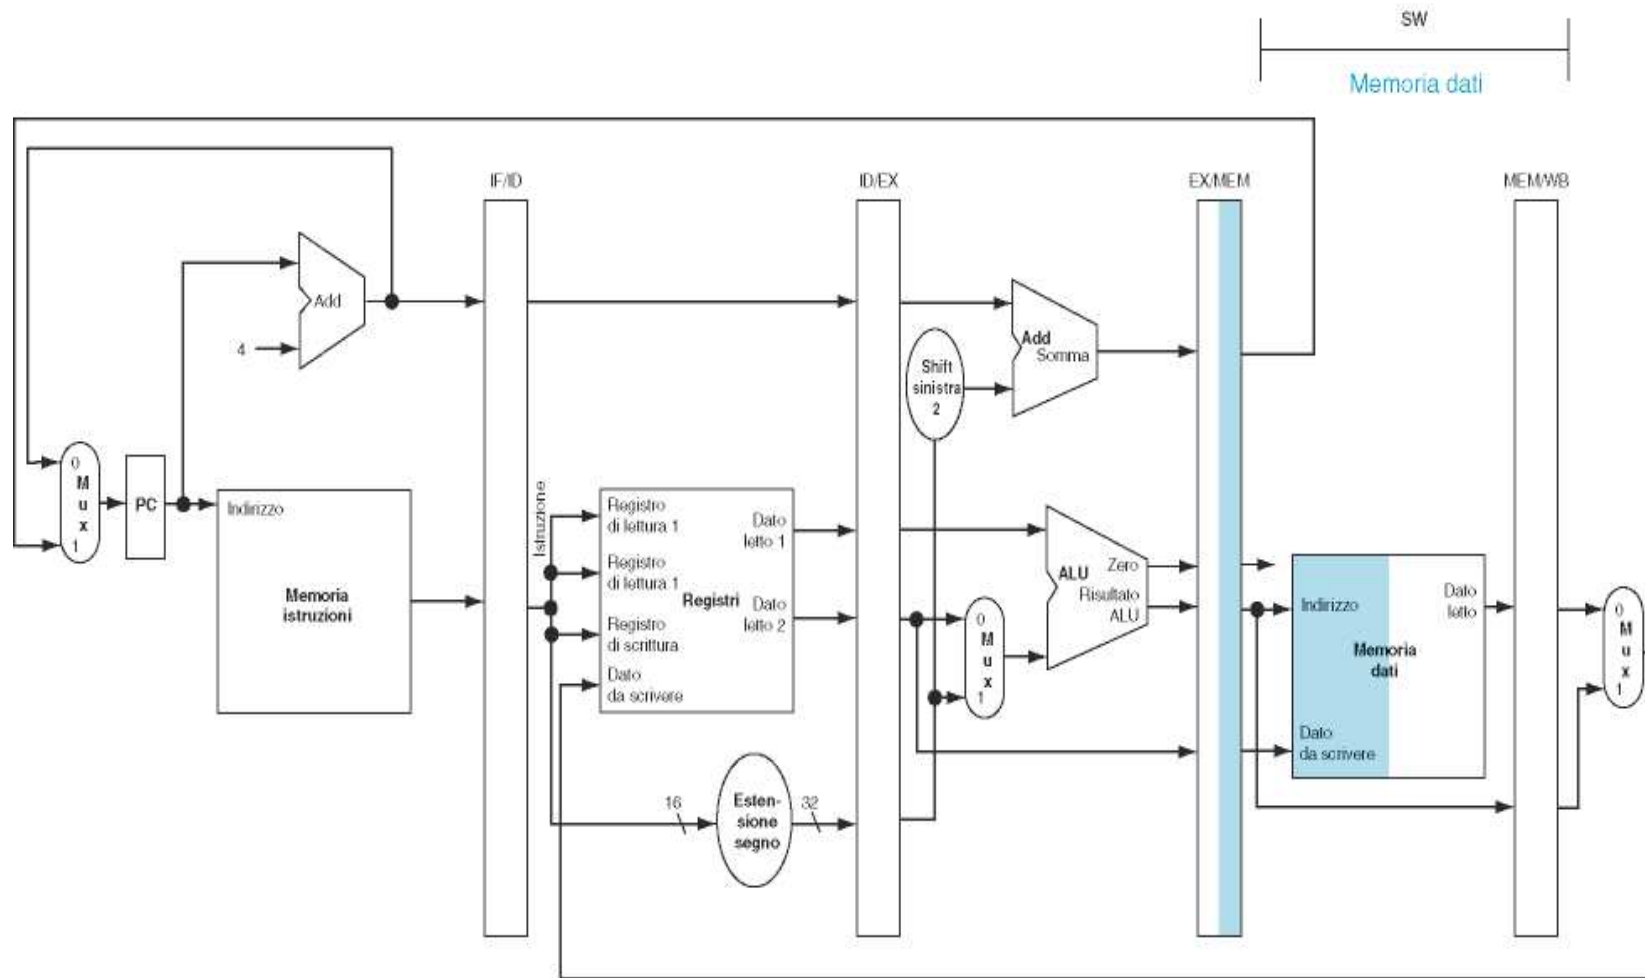 SW
Memoria dati
IF/ID
ID/EX
EX/MEM
MEM/WB
Add
4
Add
Somma
Shift
sinistra
2
0
M
u
x
1
PC
Indirizzo
Memoria
istruzioni
Istruzione
Registro
di lettura 1
Registro
di lettura 1
Registro
di scrittura
Dato
da scrivere
Registri
Dato
letto 1
Dato
letto 2
0
M
u
x
1
ALU
Zero
Risultato
ALU
Indirizzo
Memoria
dati
Dato
letto
Dato
da scrivere
0
M
u
x
1
16
Esten-
sione
segno
32